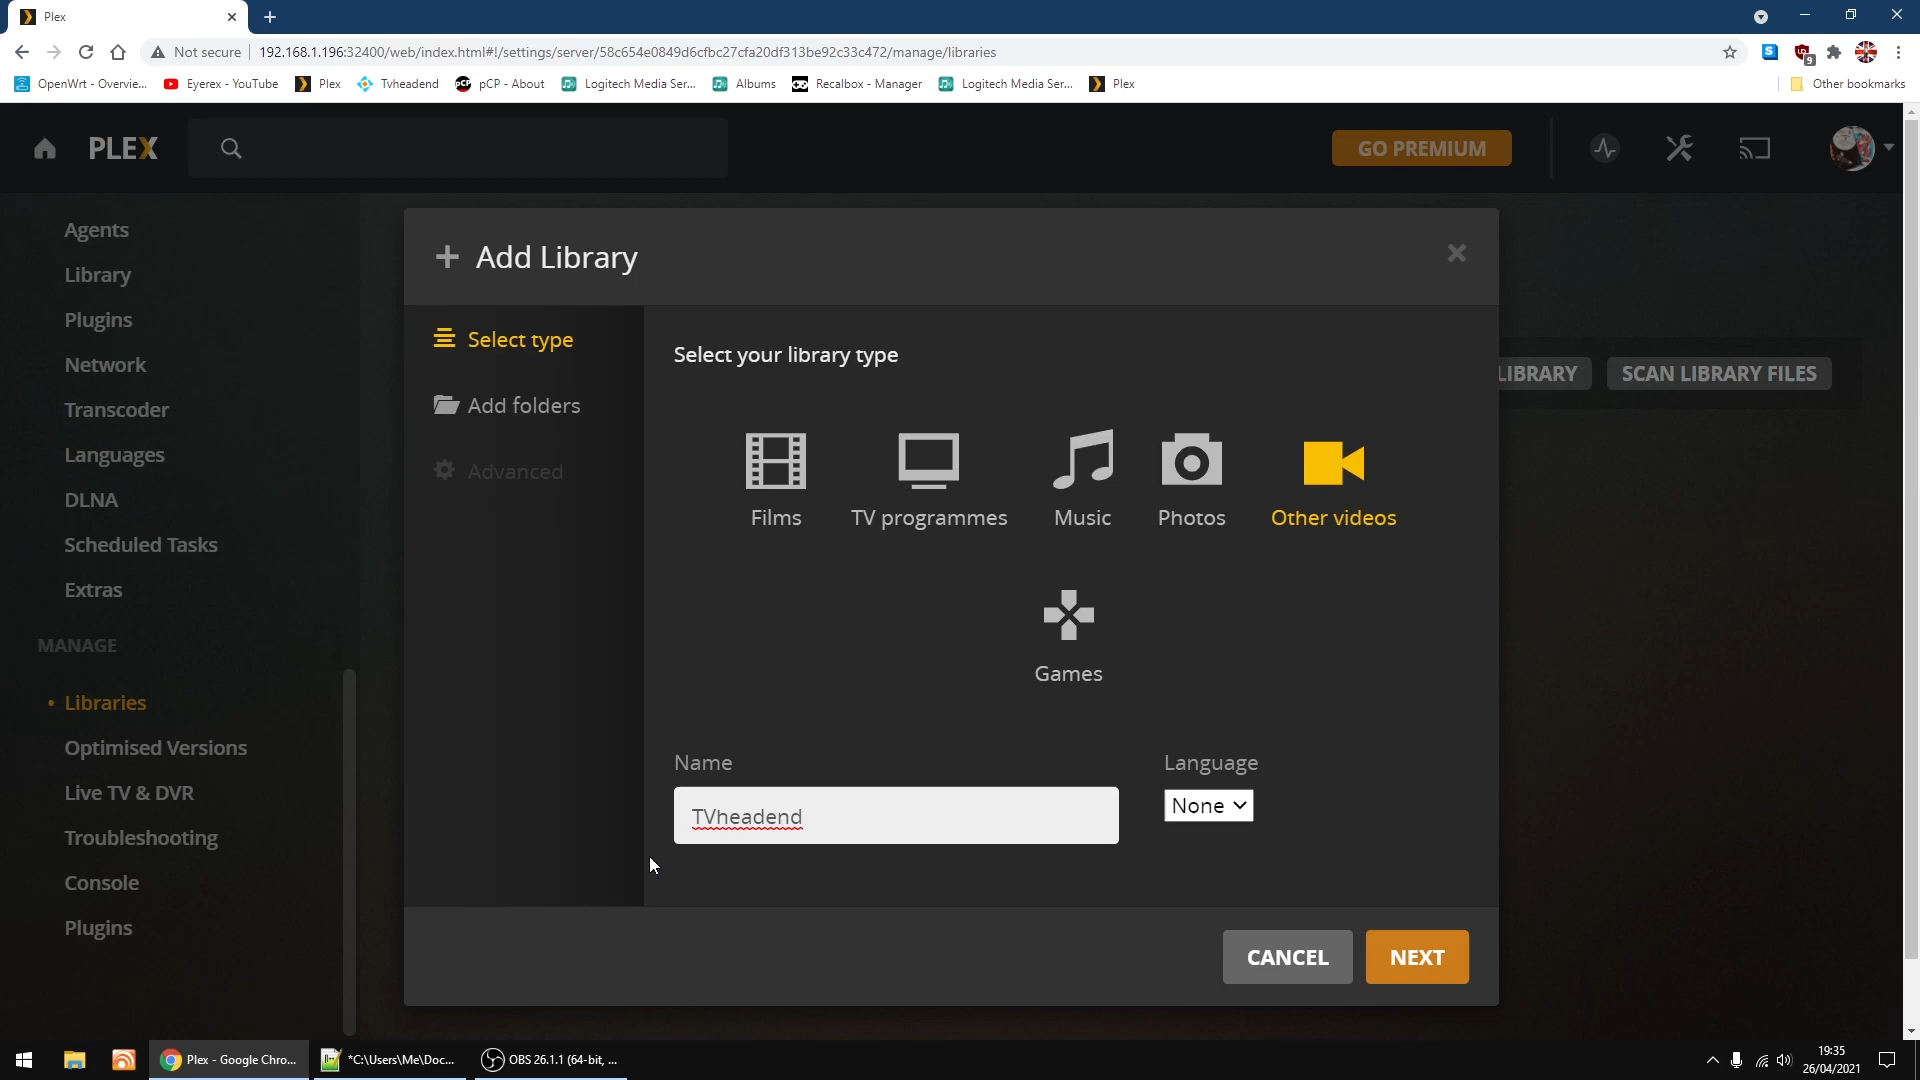 Plex
Not secure
192.168.1.196:32400/web/index.html#!/settings/server/58c654e0849d6cfbc27cfa20df313be92c33c472/manage/libraries
S
9
OpenWrt - Overvie...
Eyerex - YouTube
Plex
Tvheadend
pCP
pCP - About
Logitech Media Ser...
Albums
Recalbox - Manager
Logitech Media Ser...
Plex
Other bookmarks
PLEX
GO PREMIUM
Agents
Library
Plugins
Network
Transcoder
Languages
DLNA
Scheduled Tasks
Extras
MANAGE
Libraries
Optimised Versions
Live TV & DVR
Troubleshooting
Console
Plugins
Add Library
Select type
Add folders
Advanced
Select your library type
LIBRARY
SCAN LIBRARY FILES
Films
TV programmes
Music
Photos
Other videos
Games
Name
Language
TVheadend
None
CANCEL
NEXT
Plex - Google Chro...
*C:\Users\Me\Doc...
OBS 26.1.1 (64-bit, ...
19:35
26/04/2021